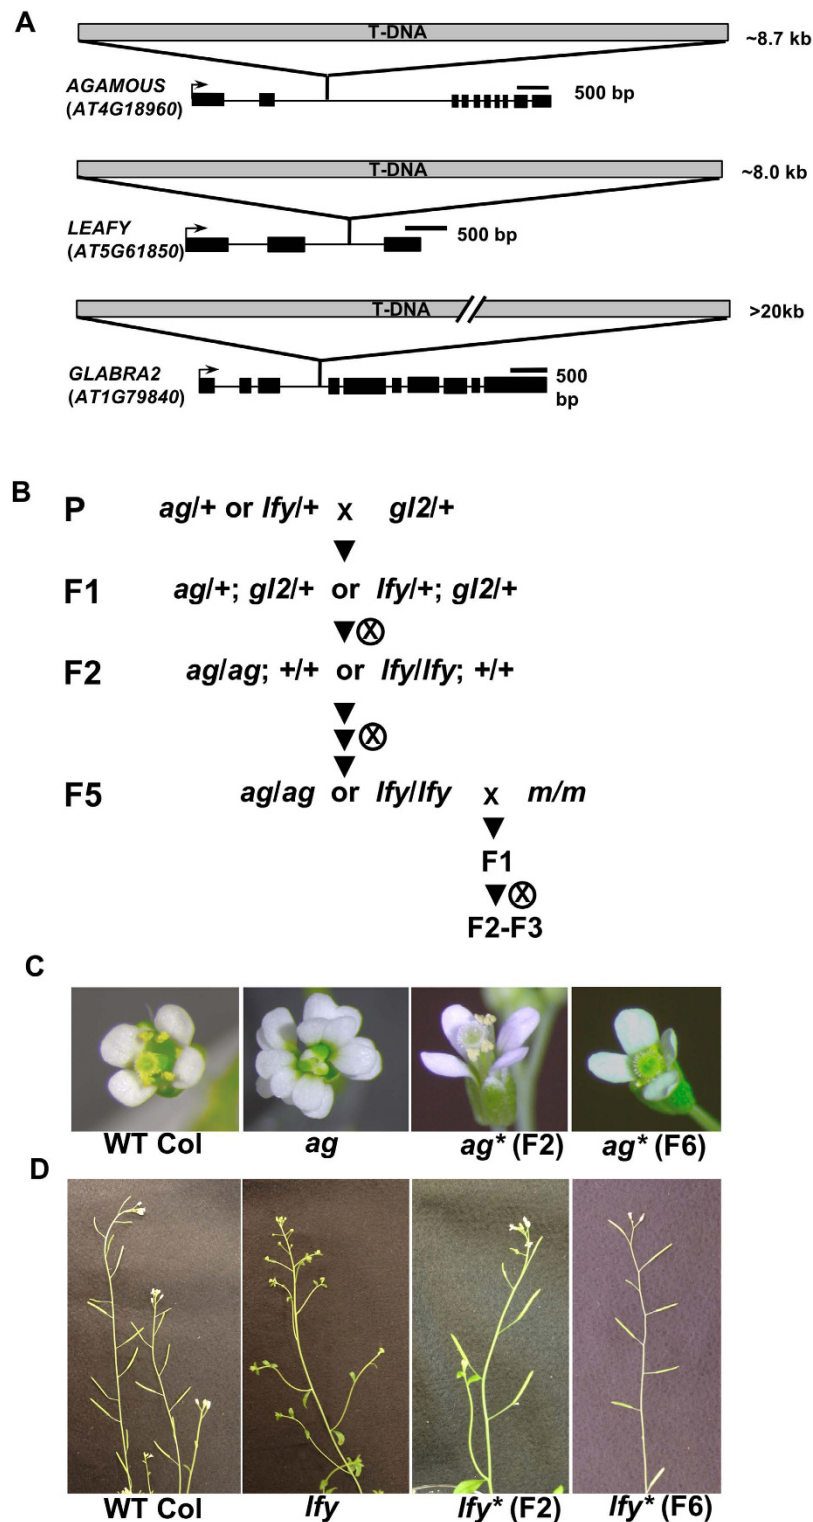 A
T-DNA
~8.7 kb
AGAMOUS
(AT4G18960)
500 bp
T-DNA
~8.0 kb
LEAFY
(AT5G61850)
500 bp
T-DNA
>20kb
GLABRA2
(AT1G79840)
500
bp
B
P ag/+ or lfy/+ x gl2/+
F1 ag/+; gl2/+ or lfy/+; gl2/+
X
F2 ag/ag; +/+ or lfy/lfy; +/+
X
F5 ag/ag or lfy/lfy x m/m
F1
X
F2-F3
C
WT Col ag ag* (F2) ag* (F6)
D
WT Col lfy lfy* (F2) lfy* (F6)